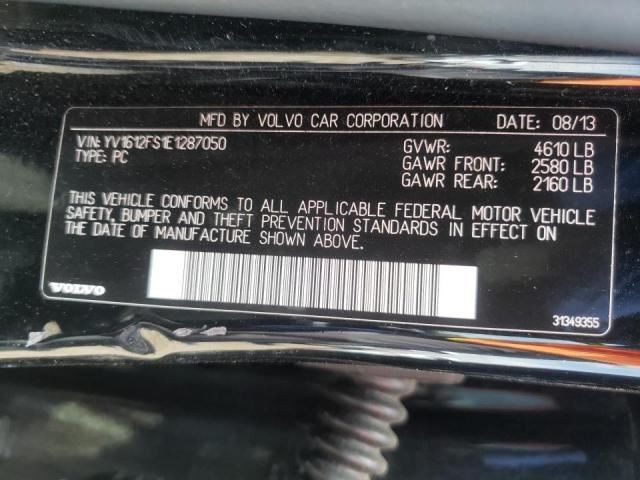 MFD BY VOLVO CAR CORPORATION DATE: 08/13
VIN: YV1612FS1E1287050
TYPE: PC
GVWR: 4610 LB
GAWR FRONT: 2580 LB
GAWR REAR: 2160 LB
THIS VEHICLE CONFORMS TO ALL APPLICABLE FEDERAL MOTOR VEHICLE
SAFETY, BUMPER AND THEFT PREVENTION STANDARDS IN EFFECT ON
THE DATE OF MANUFACTURE SHOWN ABOVE.
VOLVO
31349355